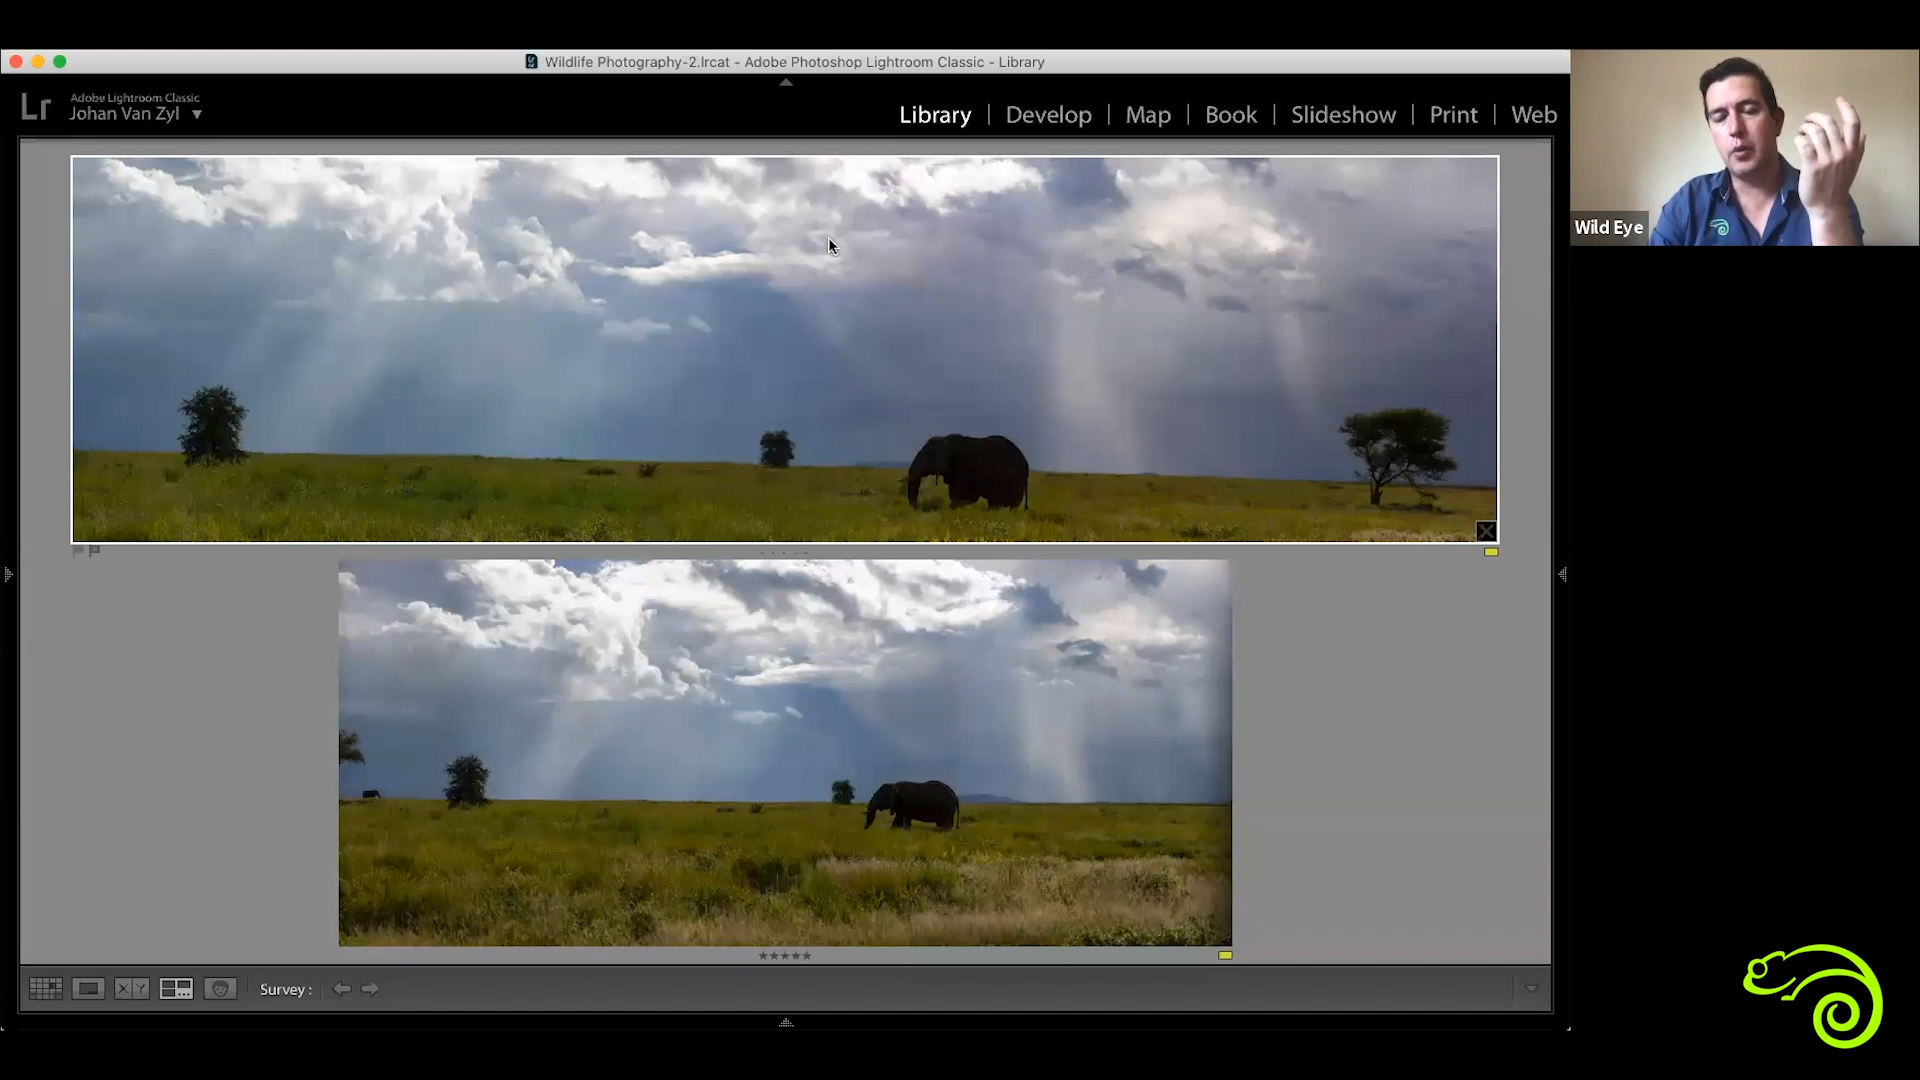 Wildlife Photography-2.lrcat - Adobe Photoshop Lightroom Classic - Library
Lr
Adobe Lightroom Classic
Johan Van Zyl
Library | Develop | Map | Book | Slideshow | Print | Web
Wild Eye
X Y
Survey :